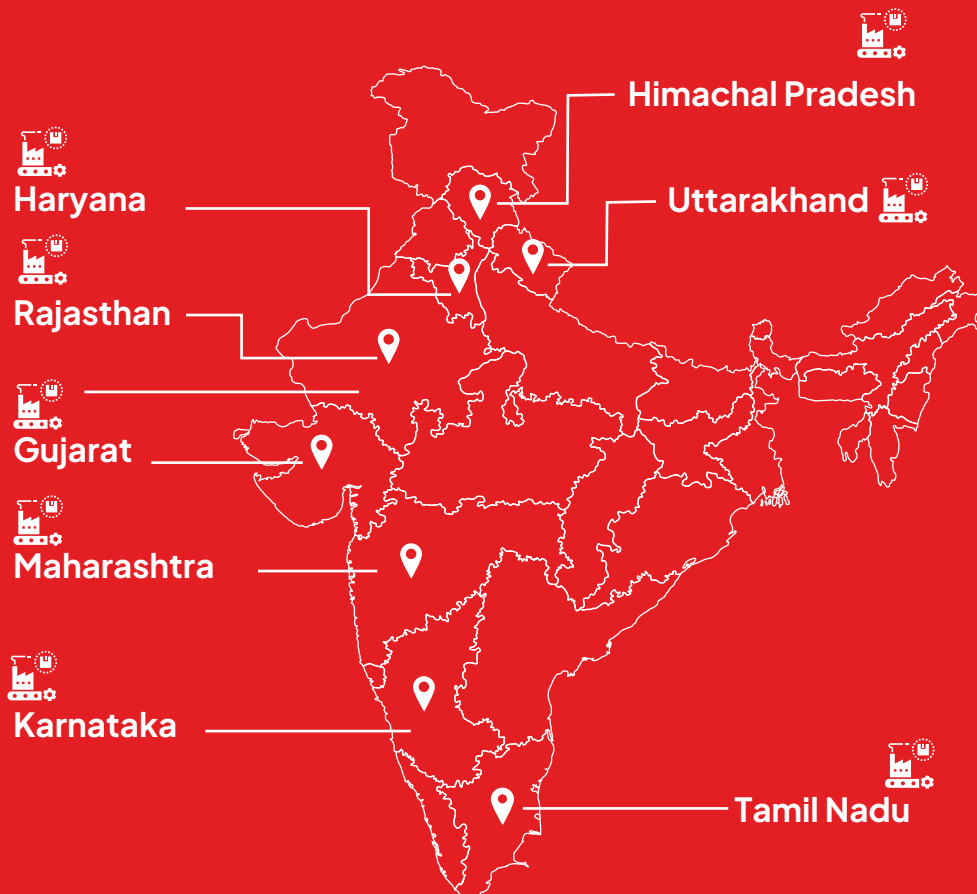 Himachal Pradesh
Haryana
Uttarakhand
Rajasthan
Gujarat
Maharashtra
Karnataka
Tamil Nadu